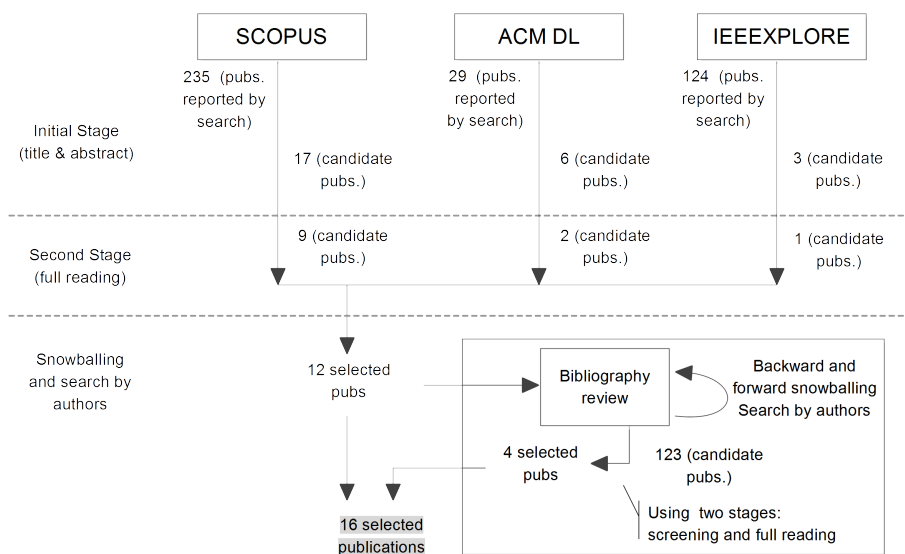 SCOPUS
ACM DL
IEEEXPLORE
235 (pubs.
reported by
search)
29 (pubs.
reported
by search)
124 (pubs.
reported by
search)
Initial Stage
(title & abstract)
17 (candidate
pubs.)
6 (candidate
pubs.)
3 (candidate
pubs.)
Second Stage
(full reading)
9 (candidate
pubs.)
2 (candidate
pubs.)
1 (candidate
pubs.)
Snowballing
and search by
authors
12 selected
pubs
Bibliography
review
Backward and
forward snowballing
Search by authors
4 selected
pubs
123 (candidate
pubs.)
Using two stages:
screening and full reading
16 selected
publications